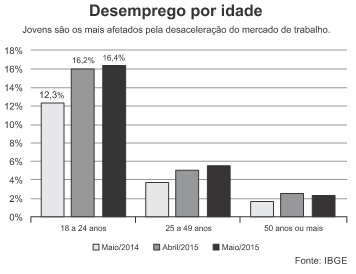 Desemprego por idade
Jovens são os mais afetados pela desaceleração do mercado de trabalho.
18%
16%
14%
12%
10%
8%
6%
4%
2%
0%
12,3%
16,2%
16,4%
18 a 24 anos
25 a 49 anos
50 anos ou mais
Maio/2014
Abril/2015
Maio/2015
Fonte: IBGE